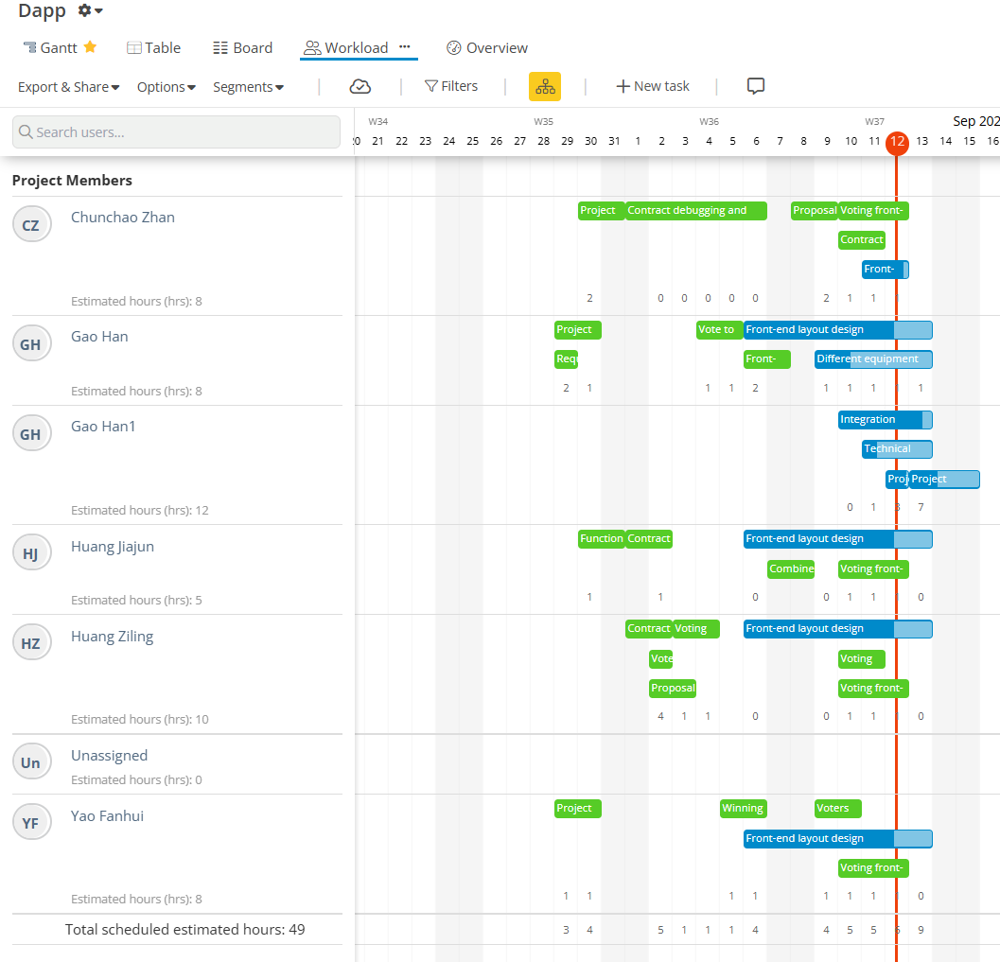 Dapp
Gantt Table Board Workload ••• Overview
Export & Share Options Segments Filters New task
Search users...
W34 W35 W36 W37 Sep 202
20 21 22 23 24 25 26 27 28 29 30 31 1 2 3 4 5 6 7 8 9 10 11 12 13 14 15 16
Project Members
CZ Chunchao Zhan
Project Contract debugging and Proposal Voting front-
Contract
Front-
Estimated hours (hrs): 8 2 0 0 0 0 0 2 1 1
GH Gao Han
Project Vote to Front-end layout design
Requ Front- Different equipment
Estimated hours (hrs): 8 2 1 1 1 2 1 1 1 1
GH Gao Han1
Integration
Technical
Proj Project
Estimated hours (hrs): 12 0 1 3 7
HJ Huang Jiajun
Function Contract Front-end layout design
Combine Voting front-
Estimated hours (hrs): 5 1 1 0 0 1 1 0
HZ Huang Ziling
Contract Voting Front-end layout design
Vote Voting
Proposal Voting front-
Estimated hours (hrs): 10 4 1 1 0 0 1 1 0
Un Unassigned
Estimated hours (hrs): 0
YF Yao Fanhui
Project Winning Voters
Front-end layout design
Voting front-
Estimated hours (hrs): 8 1 1 1 1 1 1 1 0
Total scheduled estimated hours: 49 3 4 5 1 1 1 4 4 5 5 9